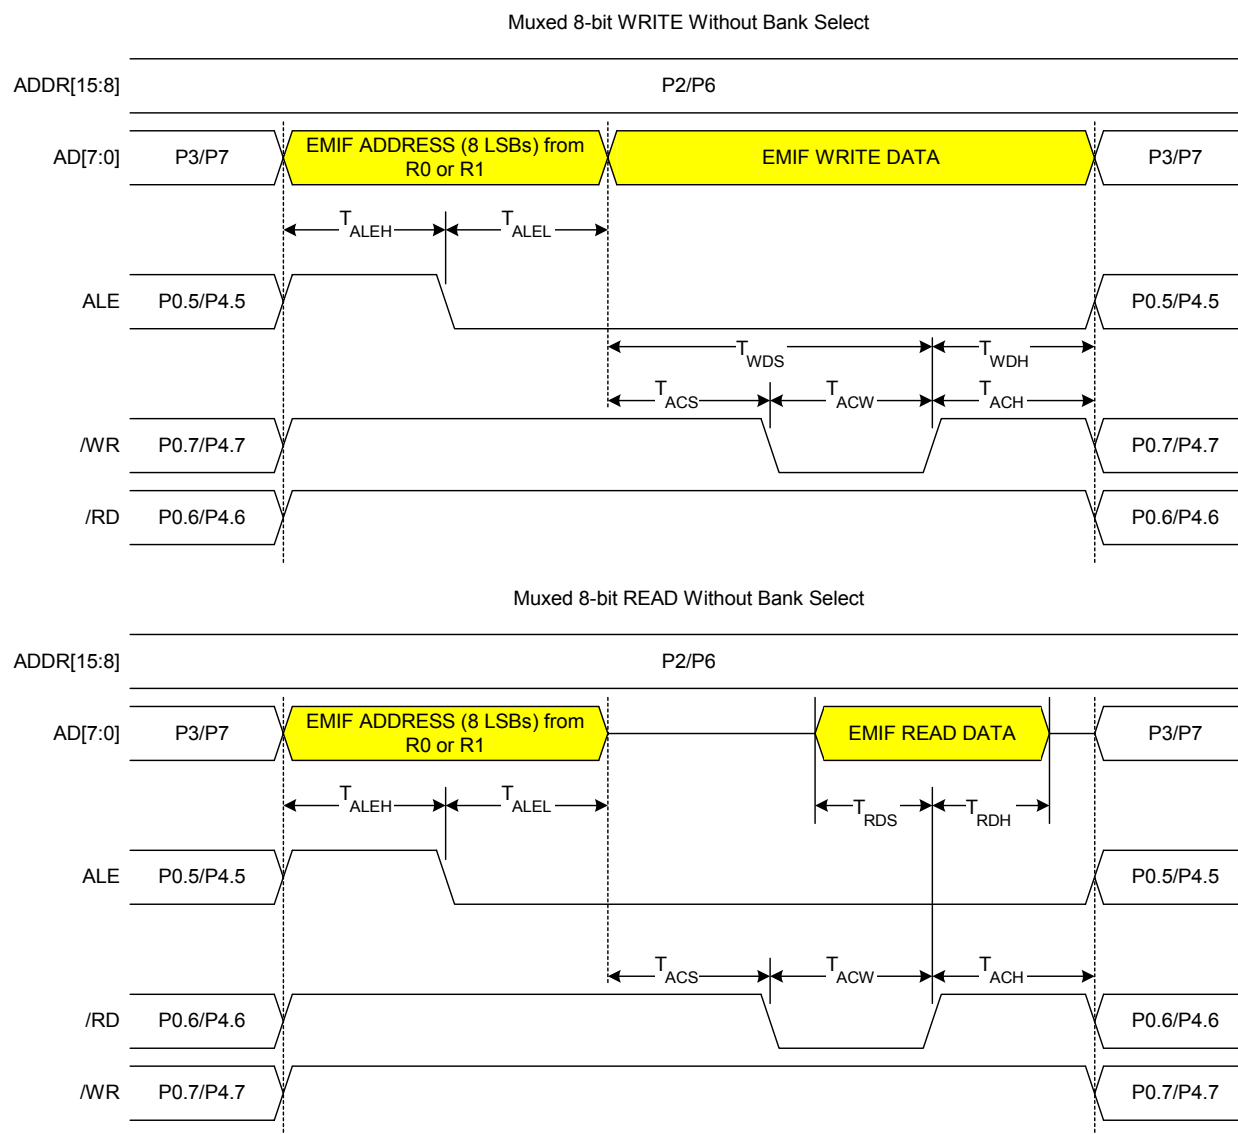 Muxed 8-bit WRITE Without Bank Select
ADDR[15:8] P2/P6
AD[7:0] P3/P7 EMIF ADDRESS (8 LSBs) from R0 or R1 EMIF WRITE DATA P3/P7
TALEH TALEL
ALE P0.5/P4.5 P0.5/P4.5
TWDS TWDH
TACS TACW TACH
/WR P0.7/P4.7 P0.7/P4.7
/RD P0.6/P4.6 P0.6/P4.6
Muxed 8-bit READ Without Bank Select
ADDR[15:8] P2/P6
AD[7:0] P3/P7 EMIF ADDRESS (8 LSBs) from R0 or R1 EMIF READ DATA P3/P7
TALEH TALEL TRDS TRDH
ALE P0.5/P4.5 P0.5/P4.5
TACS TACW TACH
/RD P0.6/P4.6 P0.6/P4.6
/WR P0.7/P4.7 P0.7/P4.7